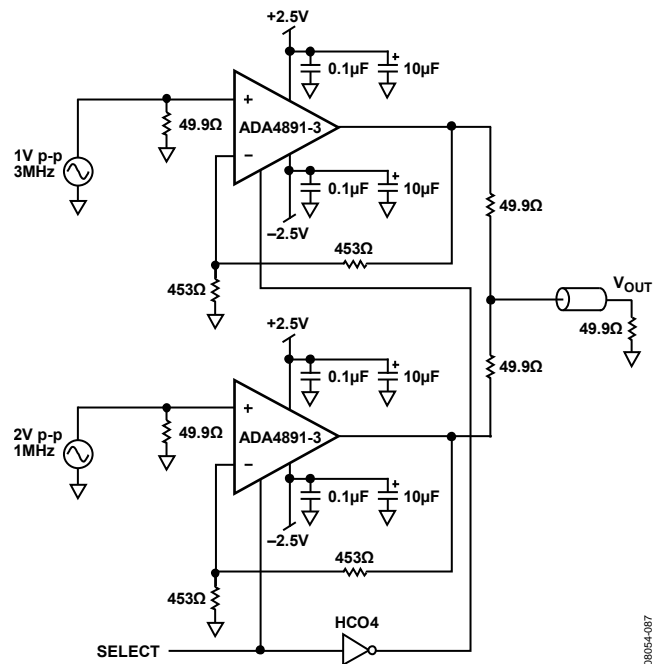 +2.5V
0.1µF
+
10µF
+
ADA4891-3
−
49.9Ω
1V p-p
3MHz
+
0.1µF
10µF
49.9Ω
−2.5V
453Ω
453Ω
VOUT
49.9Ω
+2.5V
+
0.1µF
10µF
49.9Ω
+
ADA4891-3
−
49.9Ω
2V p-p
1MHz
+
0.1µF
10µF
−2.5V
453Ω
453Ω
HCO4
SELECT
08054-087